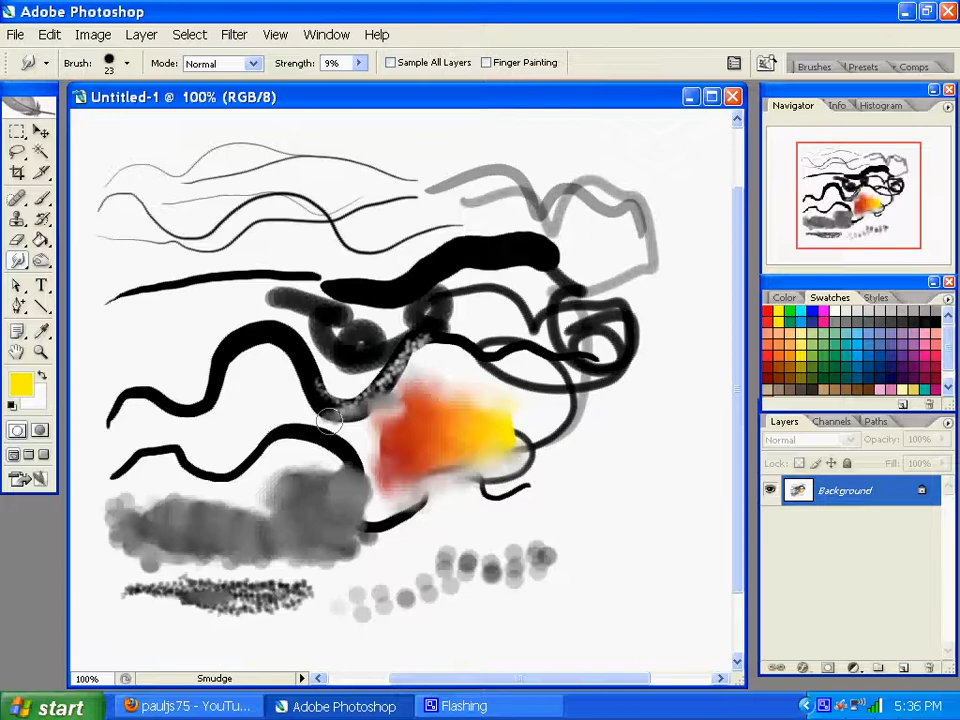 Adobe Photoshop
File Edit Image Layer Select Filter View Window Help
Brush: 23 Mode: Normal Strength: 9% Sample All Layers Finger Painting Brushes Presets Comps
Untitled-1 @ 100% (RGB/8)
Navigator Info Histogram
Color Swatches Styles
Layers Channels Paths
Normal Opacity: 100%
Lock: Fill: 100%
Background
100% Smudge
start pauljs75 - YouTu... Adobe Photoshop Flashing 5:36 PM